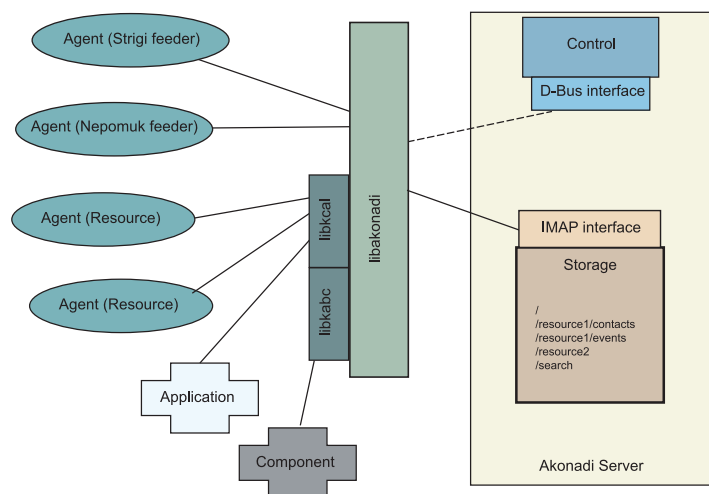 Agent (Strigi feeder)
Agent (Nepomuk feeder)
Agent (Resource)
Agent (Resource)
Application
Component
libkcal
libkabc
libakonadi
Control
D-Bus interface
IMAP interface
Storage
/
/resource1/contacts
/resource1/events
/resource2
/search
Akonadi Server